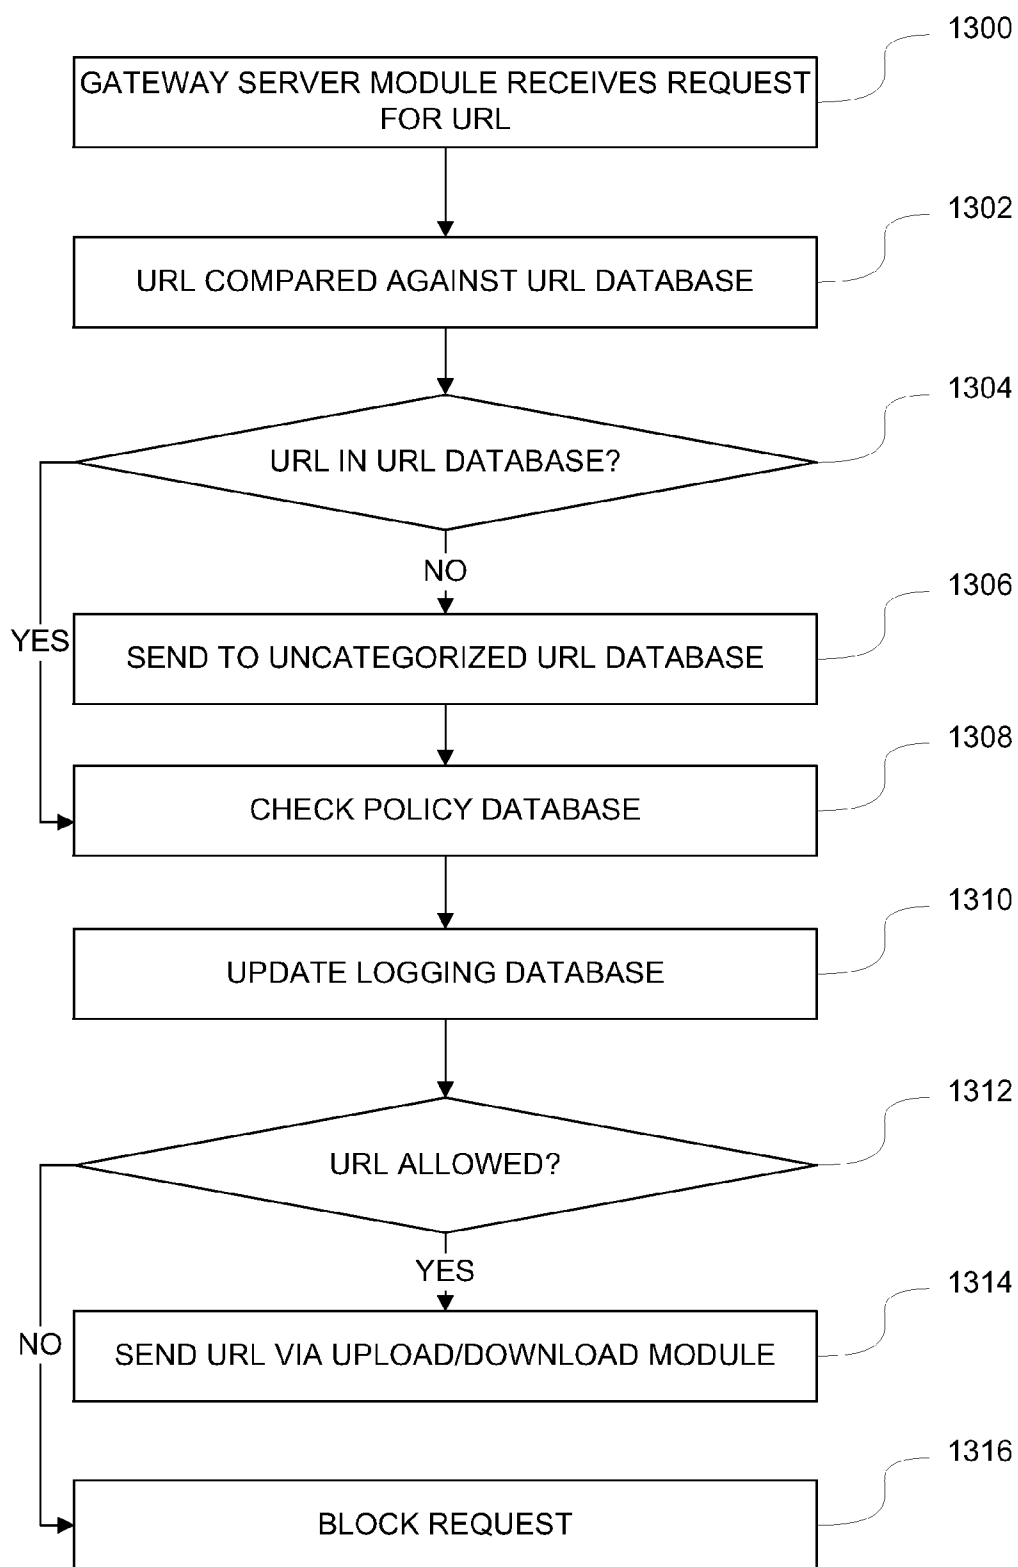 1300
GATEWAY SERVER MODULE RECEIVES REQUEST
FOR URL
1302
URL COMPARED AGAINST URL DATABASE
1304
URL IN URL DATABASE?
NO
1306
YES
SEND TO UNCATEGORIZED URL DATABASE
1308
CHECK POLICY DATABASE
1310
UPDATE LOGGING DATABASE
1312
URL ALLOWED?
YES
1314
NO
SEND URL VIA UPLOAD/DOWNLOAD MODULE
1316
BLOCK REQUEST